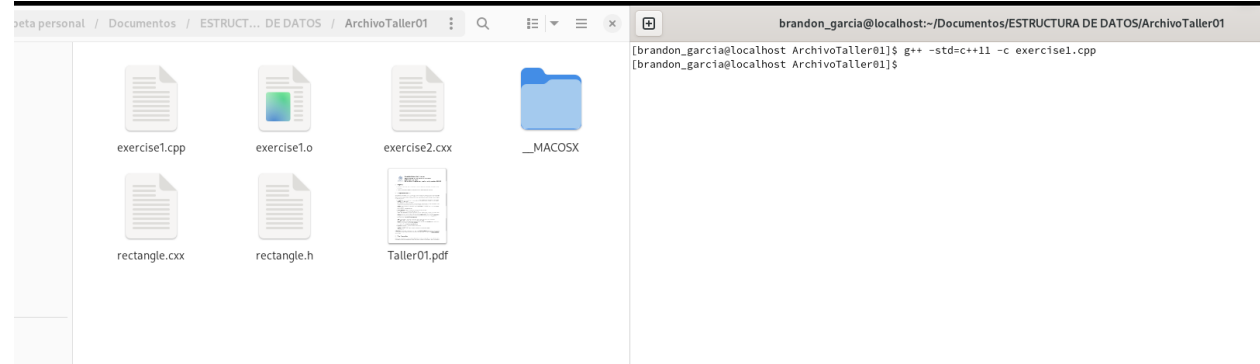 peta personal / Documentos / ESTRUCT... DE DATOS / ArchivoTaller01
brandon_garcia@localhost:~/Documentos/ESTRUCTURA DE DATOS/ArchivoTaller01
[brandon_garcia@localhost ArchivoTaller01]$ g++ -std=c++11 -c exercise1.cpp
[brandon_garcia@localhost ArchivoTaller01]$
exercise1.cpp exercise1.o exercise2.cxx __MACOSX
rectangle.cxx rectangle.h Taller01.pdf